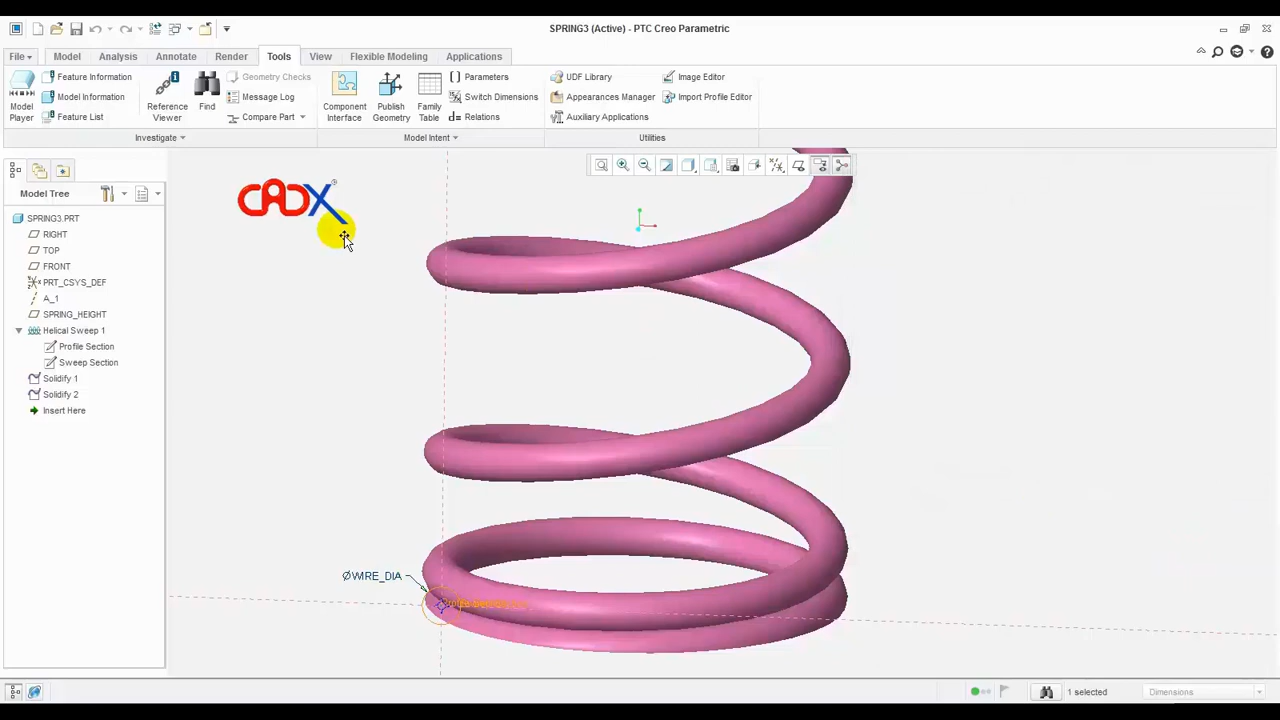 SPRING3 (Active) - PTC Creo Parametric
File
Model
Analysis
Annotate
Render
Tools
View
Flexible Modeling
Applications
Model Player
Feature Information
Model Information
Feature List
Reference Viewer
Find
Geometry Checks
Message Log
Compare Part
Component Interface
Publish Geometry
Family Table
Parameters
Switch Dimensions
Relations
UDF Library
Appearances Manager
Auxiliary Applications
Image Editor
Import Profile Editor
Investigate
Model Intent
Utilities
Model Tree
SPRING3.PRT
RIGHT
TOP
FRONT
PRT_CSYS_DEF
A_1
SPRING_HEIGHT
Helical Sweep 1
Profile Section
Sweep Section
Solidify 1
Solidify 2
Insert Here
CADX
ØWIRE_DIA
1 selected
Dimensions